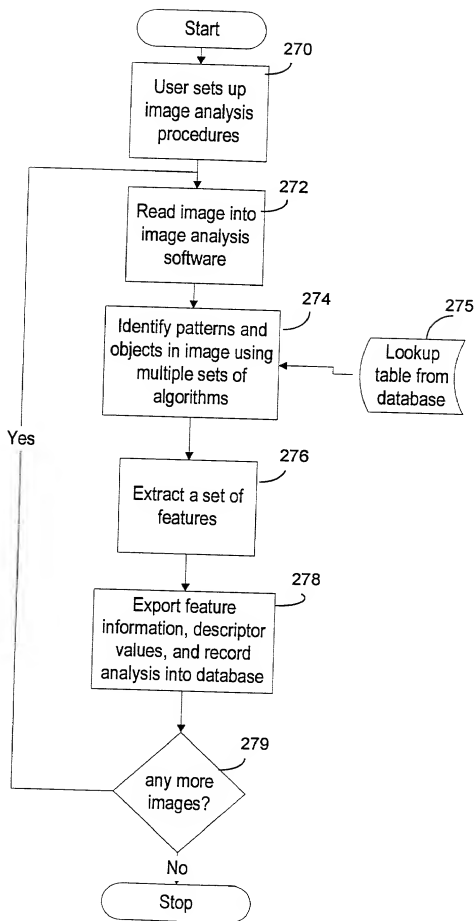 Start
270
User sets up
image analysis
procedures
272
Read image into
image analysis
software
274
Identify patterns and
objects in image using
multiple sets of
algorithms
275
Lookup
table from
database
Yes
276
Extract a set of
features
278
Export feature
information, descriptor
values, and record
analysis into database
279
any more
images?
No
Stop